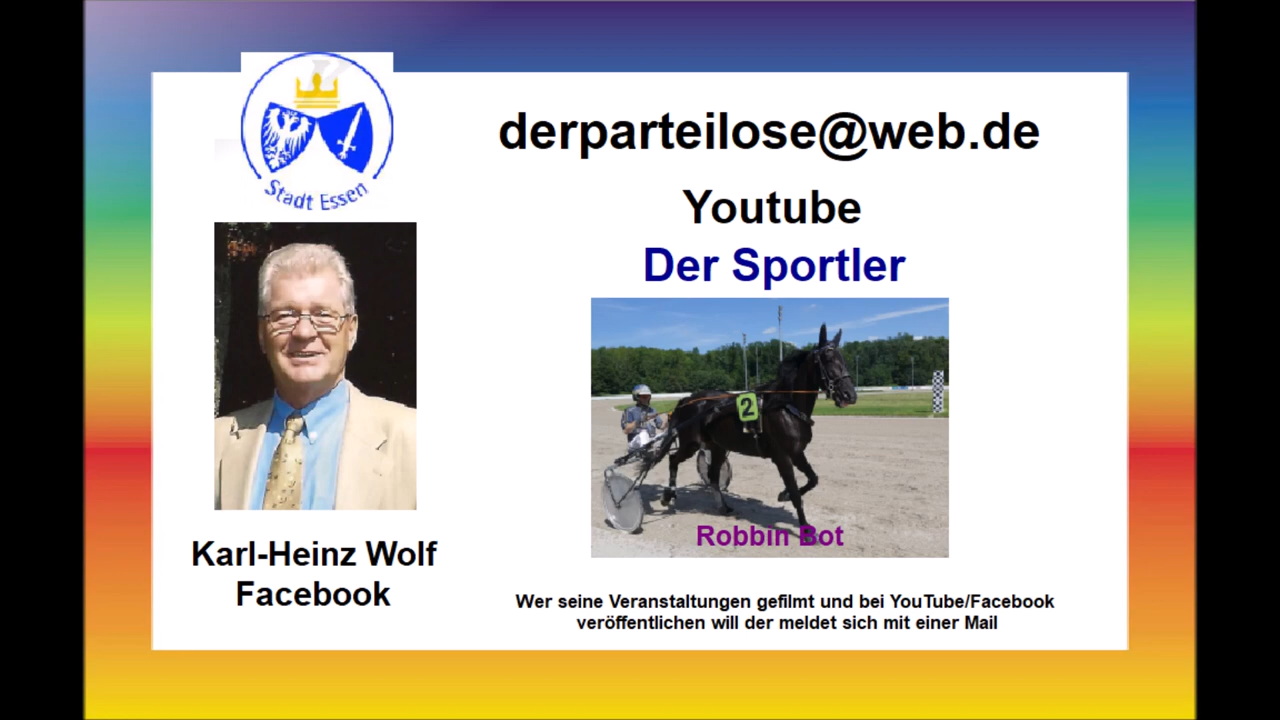 Stadt Essen
derparteilose@web.de
Youtube
Der Sportler
2
Robbin Bot
Karl-Heinz Wolf
Facebook
Wer seine Veranstaltungen gefilmt und bei YouTube/Facebook
veröffentlichen will der meldet sich mit einer Mail